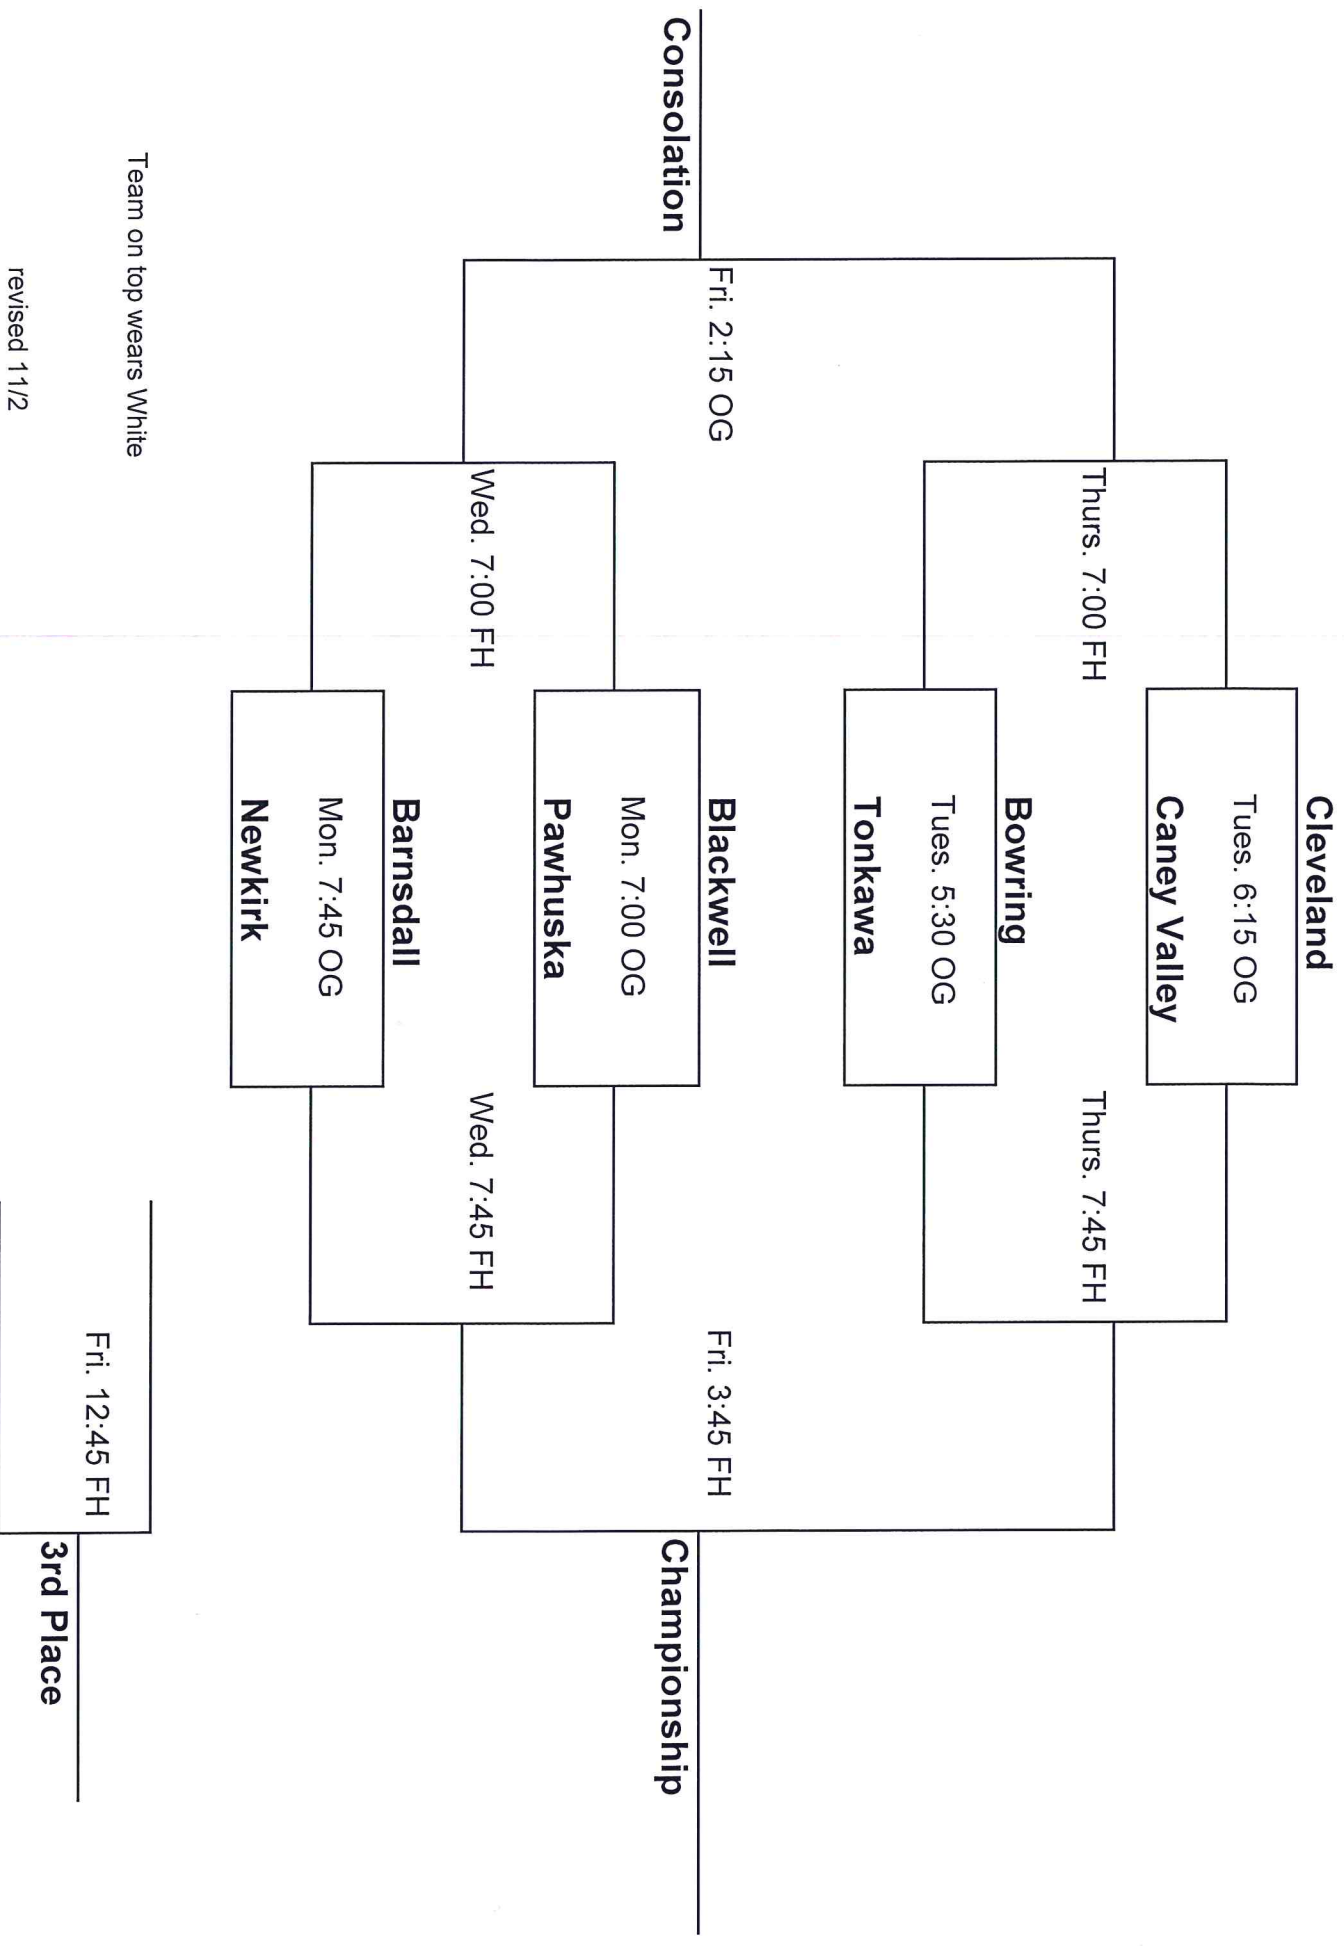 Cleveland
Tues. 6:15 OG
Caney Valley
Thurs. 7:00 FH
Thurs. 7:45 FH
Bowring
Tues. 5:30 OG
Tonkawa
Fri. 2:15 OG
Fri. 3:45 FH
Consolation
Championship
Blackwell
Mon. 7:00 OG
Pawhuska
Wed. 7:00 FH
Wed. 7:45 FH
Barnsdall
Mon. 7:45 OG
Newkirk
Team on top wears White
Fri. 12:45 FH
3rd Place
revised 11/2